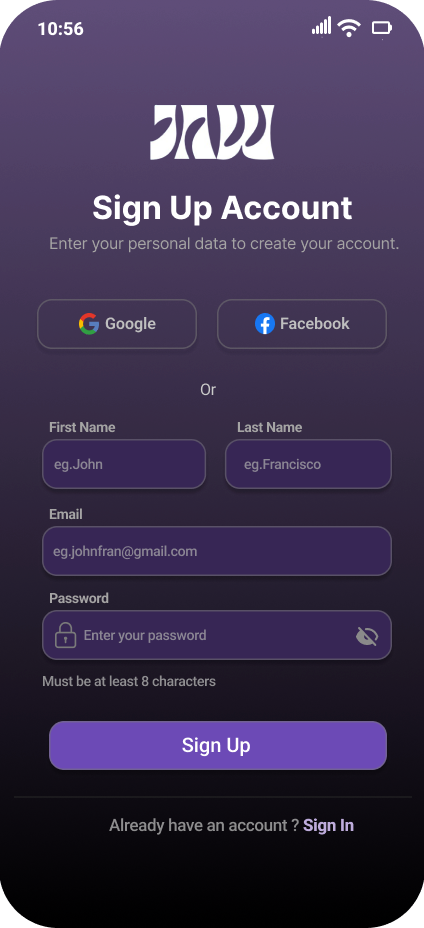 10:56
Sign Up Account
Enter your personal data to create your account.
Google Facebook
Or
First Name Last Name
eg.John eg.Francisco
Email
eg.johnfran@gmail.com
Password
Enter your password
Must be at least 8 characters
Sign Up
Already have an account ? Sign In